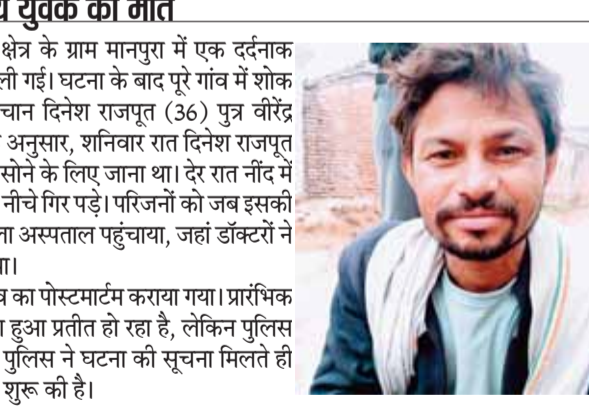 युवक की मौत
क्षेत्र के ग्राम मानपुरा में एक दर्दनाक
ली गई। घटना के बाद पूरे गांव में शोक
चान दिनेश राजपूत (36) पुत्र वीरेंद्र
अनुसार, शनिवार रात दिनेश राजपूत
सोने के लिए जाना था। देर रात नींद में
नीचे गिर पड़े। परिजनों को जब इसकी
ला अस्पताल पहुंचाया, जहां डॉक्टरों ने
ा।
व का पोस्टमार्टम कराया गया। प्रारंभिक
हुआ प्रतीत हो रहा है, लेकिन पुलिस
पुलिस ने घटना की सूचना मिलते ही
शुरू की है।